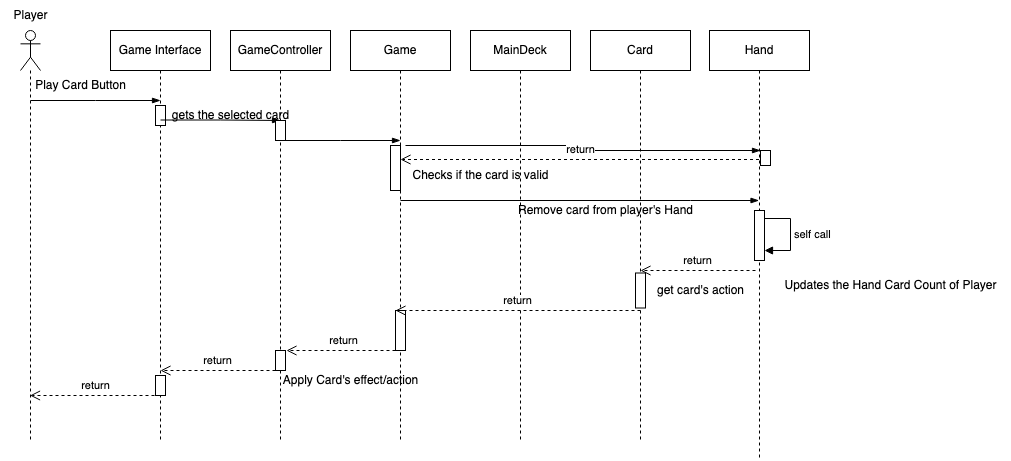 Player
Game Interface
GameController
Game
MainDeck
Card
Hand
Play Card Button
gets the selected card
return
Checks if the card is valid
Remove card from player's Hand
self call
return
Updates the Hand Card Count of Player
get card's action
return
return
return
Apply Card's effect/action
return